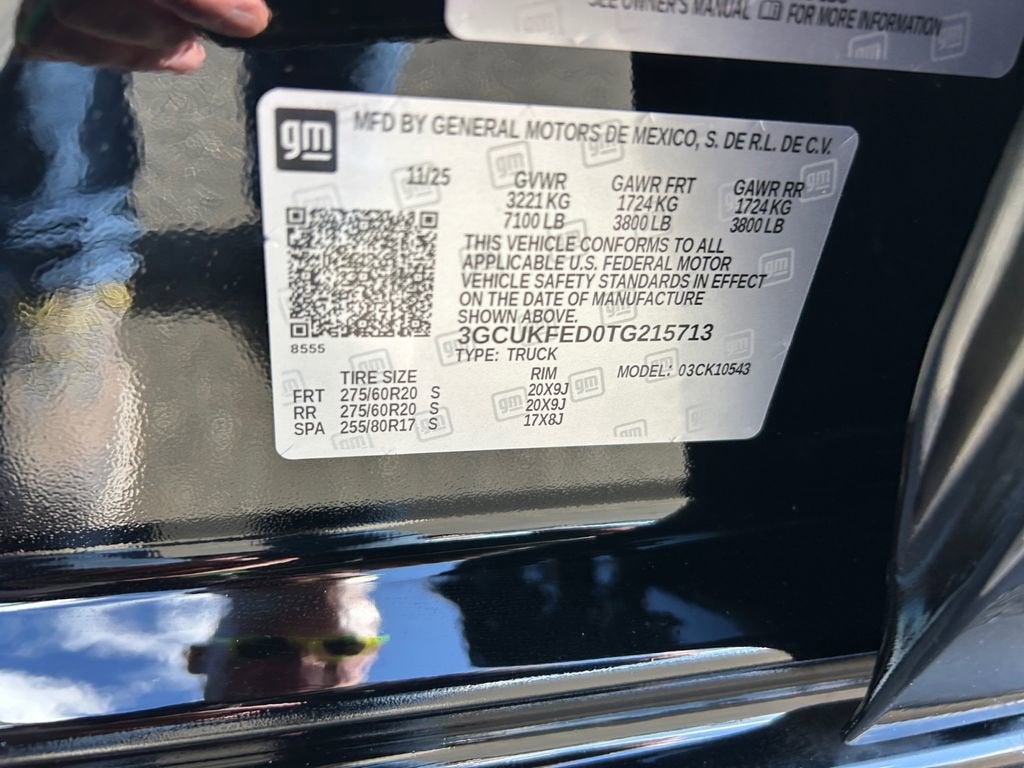 SEE OWNER'S MANUAL FOR MORE INFORMATION
gm
MFD BY GENERAL MOTORS DE MEXICO, S. DE R.L. DE C.V.
11/25 GVWR GAWR FRT GAWR RR
3221 KG 1724 KG 1724 KG
7100 LB 3800 LB 3800 LB
THIS VEHICLE CONFORMS TO ALL
APPLICABLE U.S. FEDERAL MOTOR
VEHICLE SAFETY STANDARDS IN EFFECT
ON THE DATE OF MANUFACTURE
SHOWN ABOVE.
3GCUKFED0TG215713
8555
TYPE: TRUCK
MODEL: 03CK10543
TIRE SIZE RIM
FRT 275/60R20 S 20X9J
RR 275/60R20 S 20X9J
SPA 255/80R17 S 17X8J